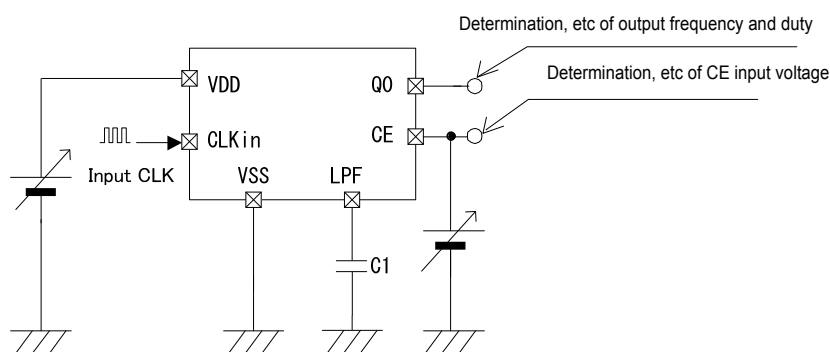 Determination, etc of output frequency and duty
Determination, etc of CE input voltage
VDD
Q0
CLKin
CE
Input CLK
VSS
LPF
C1